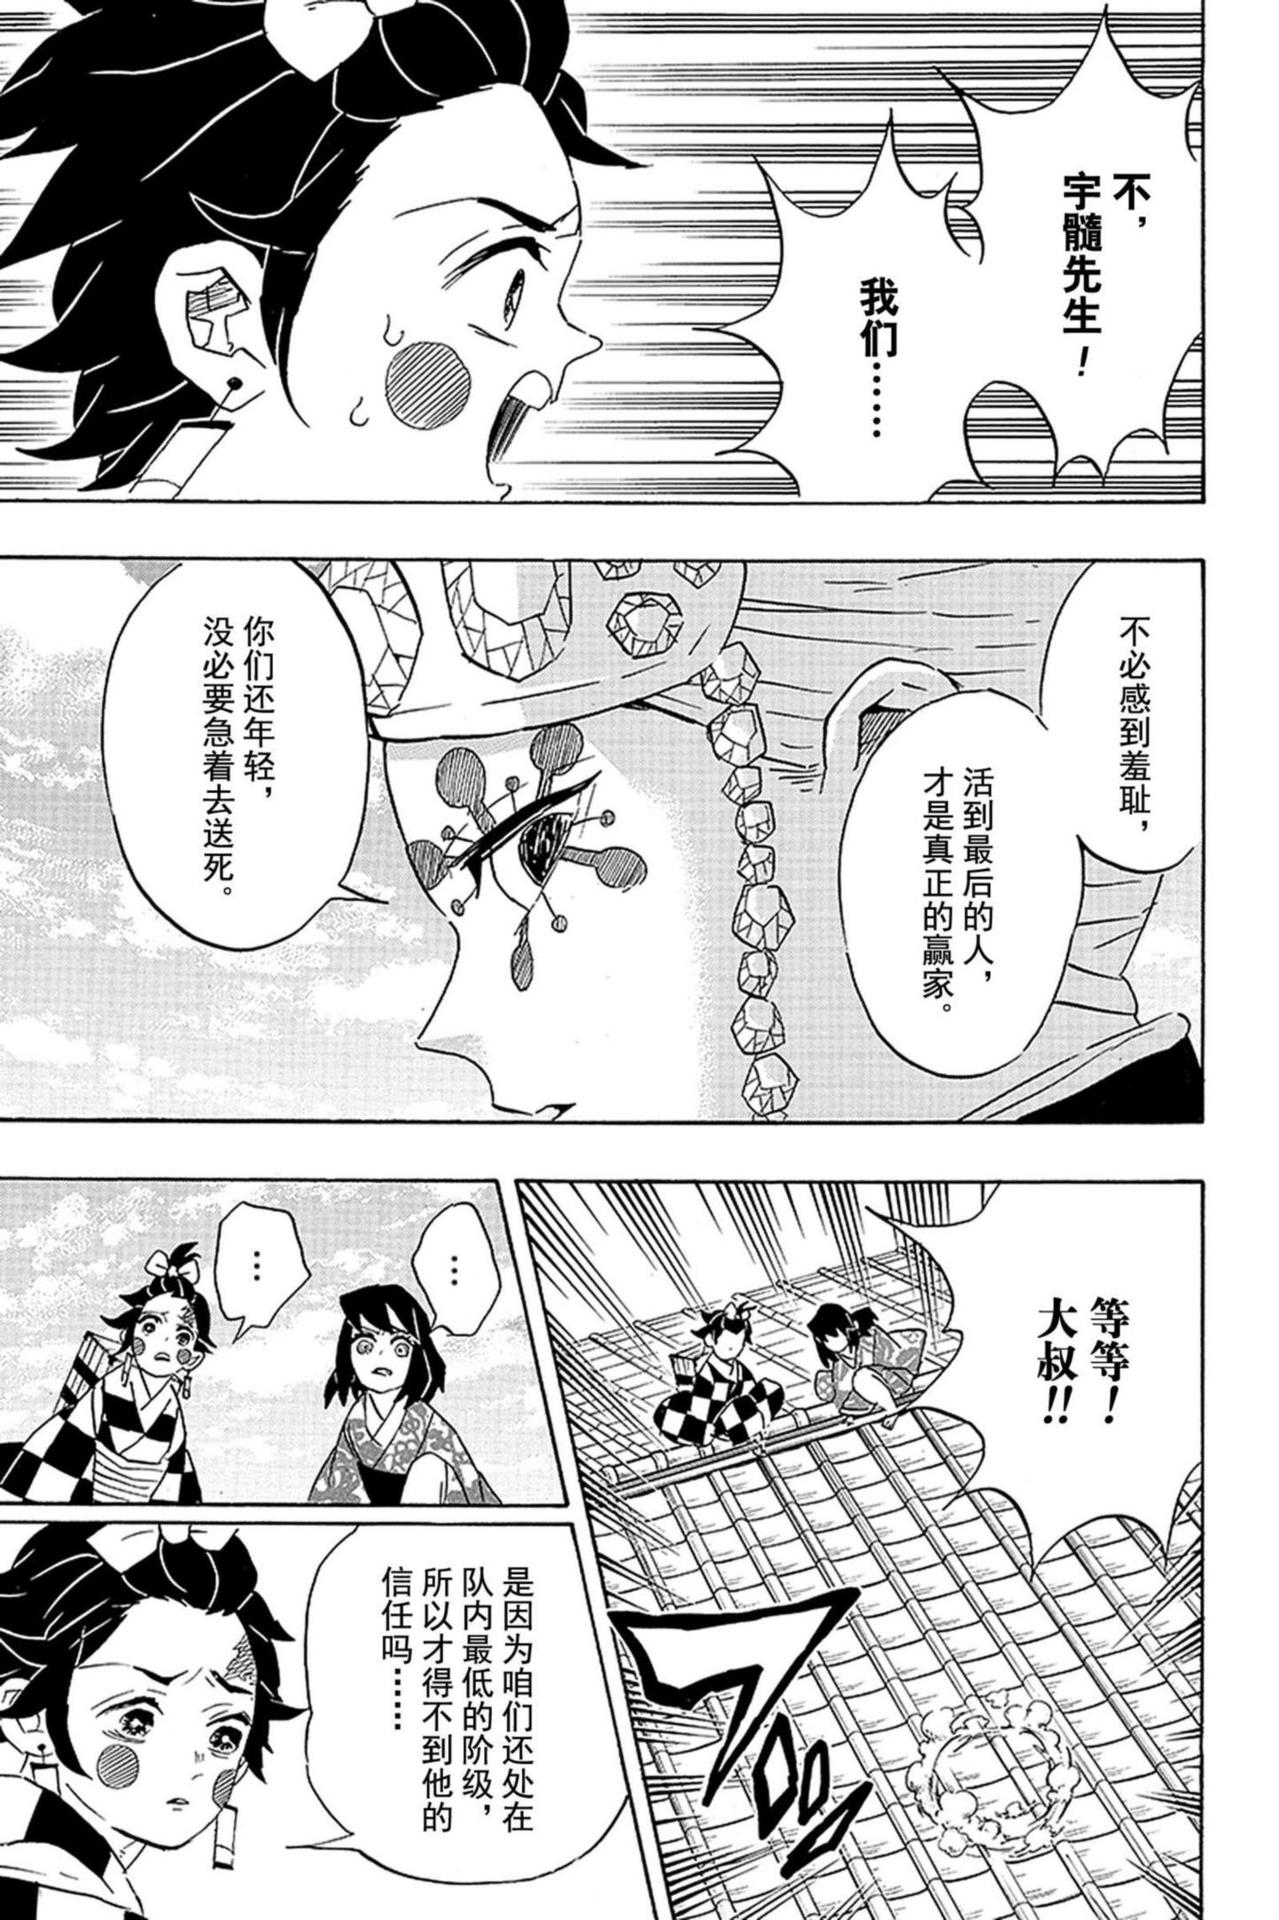 不，
宇髓先生！
我们……
不必感到羞耻，
活到最后的人，
才是真正的赢家。
你们还年轻，
没必要急着去送死。
等等！
大叔!!
…
…
是因为咱们还处在
队内最低的阶级，
所以才得不到他的
信任吗……